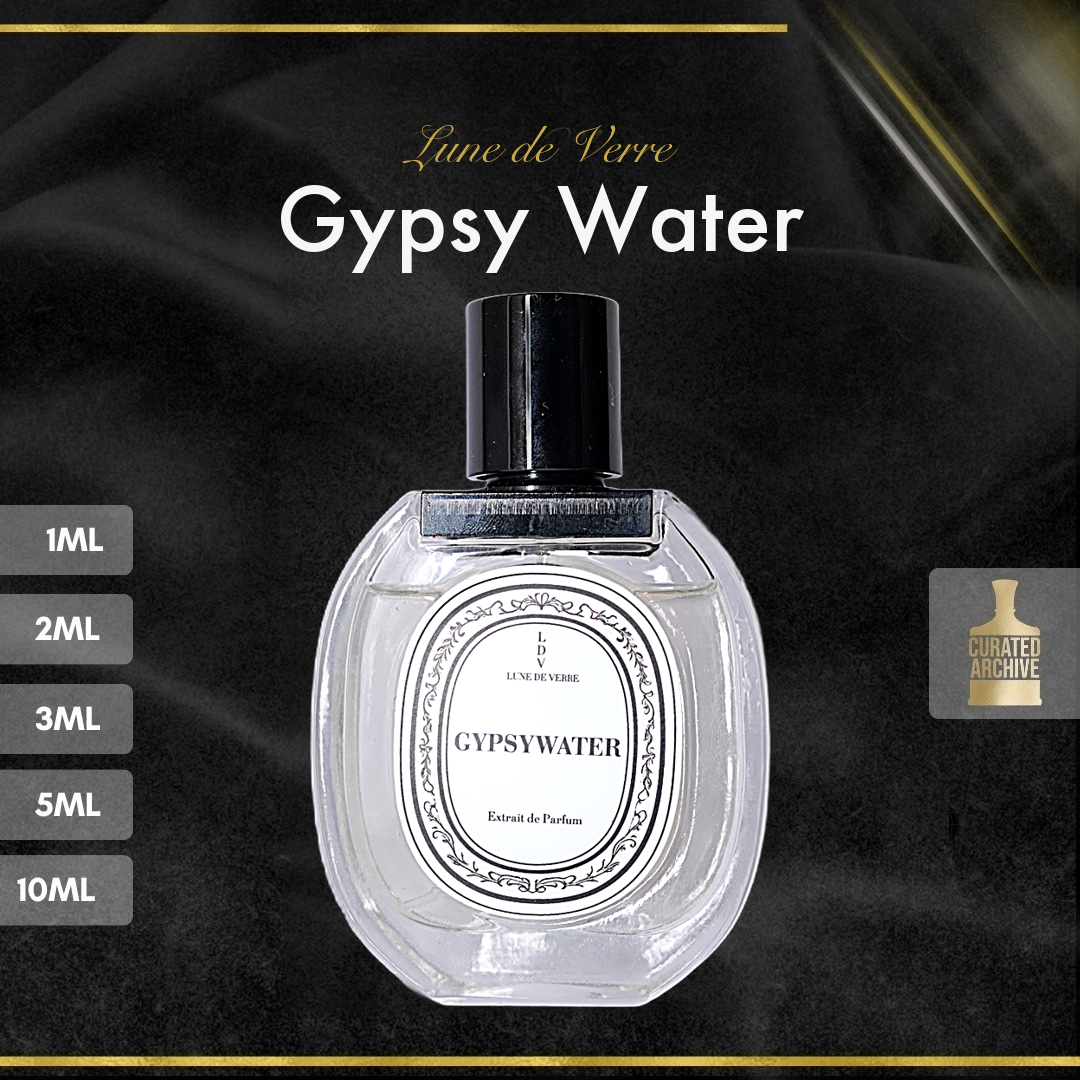 Lune de Verre
Gypsy Water
1ML
2ML
3ML
5ML
10ML
L
D
V
LUNE DE VERRE
GYPSYWATER
Extrait de Parfum
CURATED
ARCHIVE